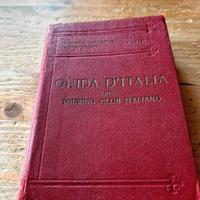 GUIDA D'ITALIA
DEL
TOURING CLUB ITALIANO